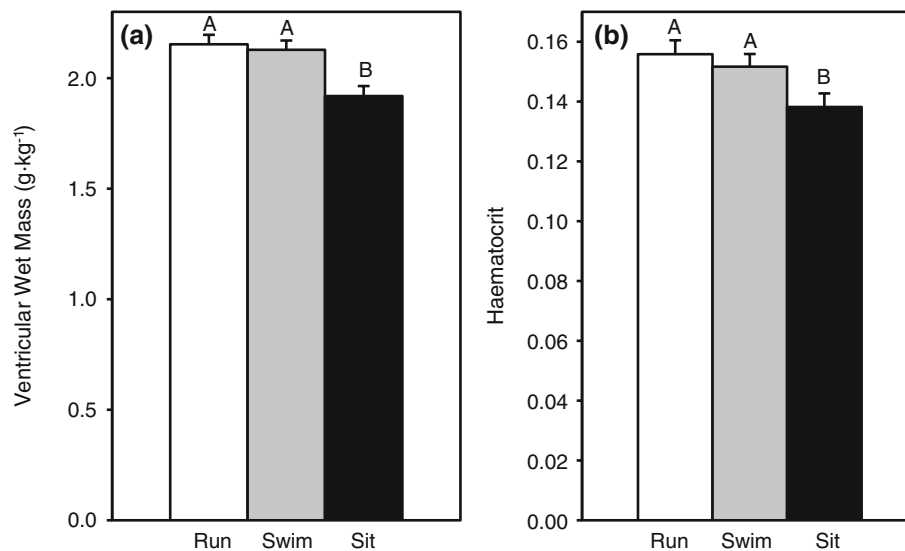 (a)
A
A
B
2.0
1.5
1.0
0.5
0.0
Ventricular Wet Mass (g·kg⁻¹)
Run Swim Sit
(b)
A
A
B
0.16
0.14
0.12
0.10
0.08
0.06
0.04
0.02
0.00
Haematocrit
Run Swim Sit